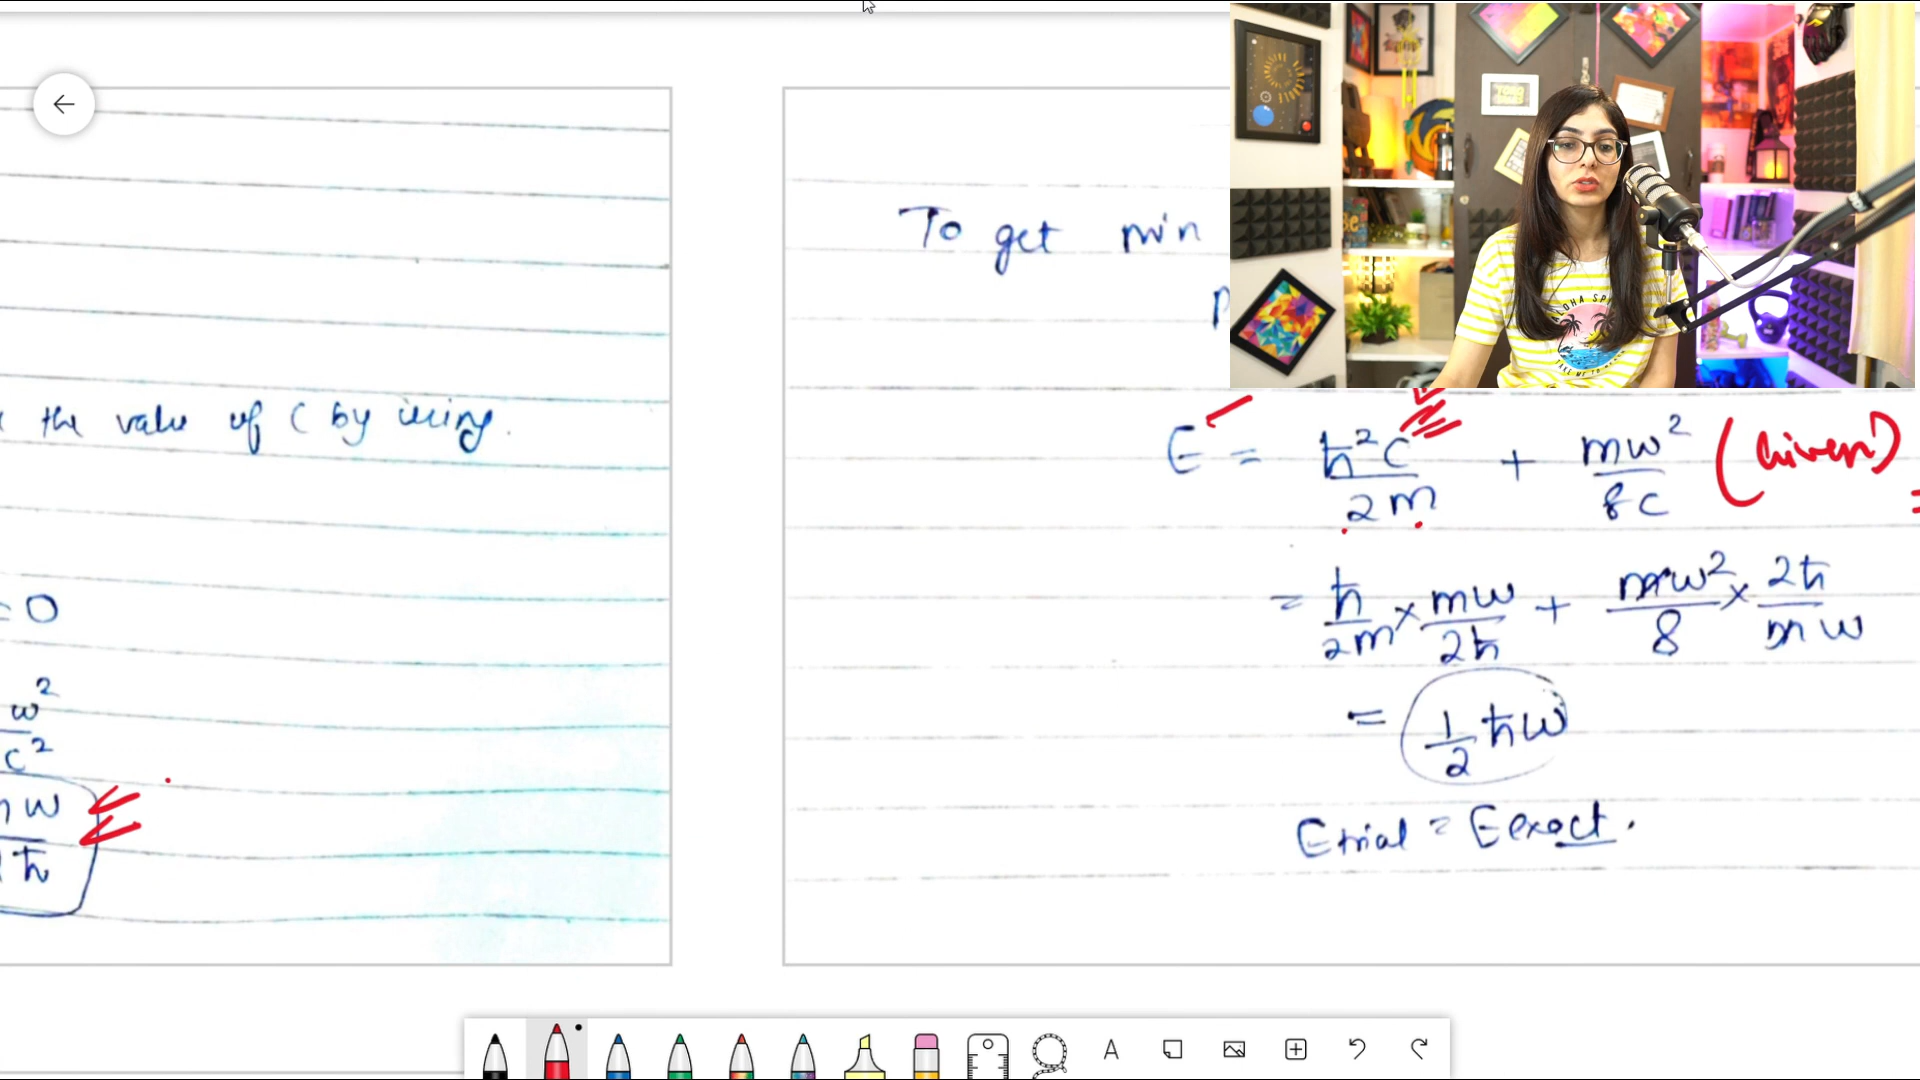 the value of C by using.
= 0
ω²
c²
ω
ħ
To get min
E = ħ²C/2m + mω²/8C (Given)
= ħ/2m × mω/2ħ + mω²/8 × 2ħ/mω
= 1/2 ħω
Etrial = Eexact.
A